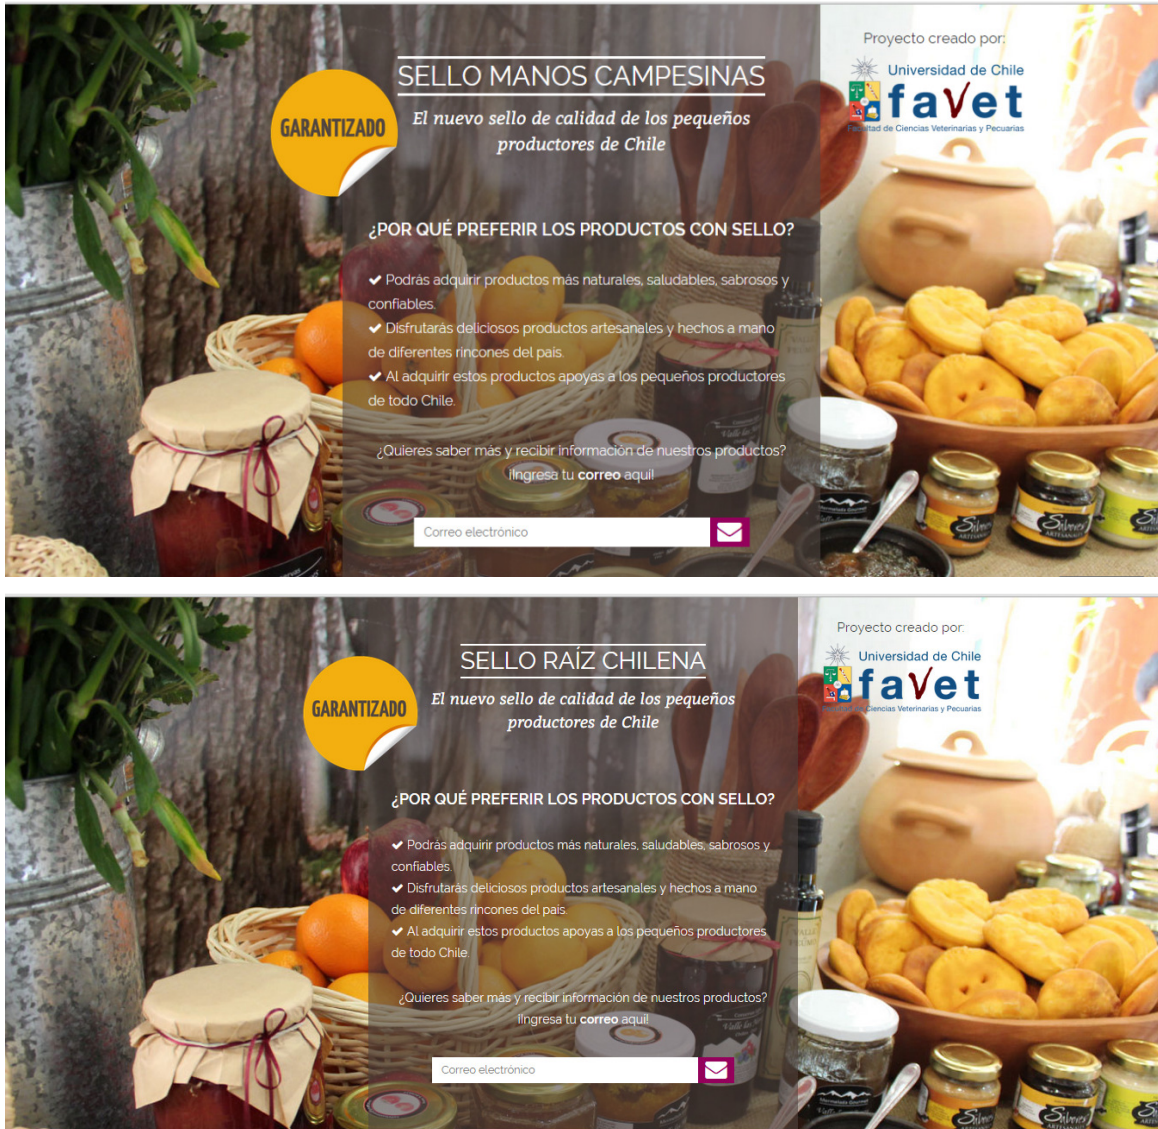 Proyecto creado por:
Universidad de Chile
favet
Facultad de Ciencias Veterinarias y Pecuarias
SELLO MANOS CAMPESINAS
GARANTIZADO
El nuevo sello de calidad de los pequeños
productores de Chile
¿POR QUÉ PREFERIR LOS PRODUCTOS CON SELLO?
✔ Podrás adquirir productos más naturales, saludables, sabrosos y
confiables.
✔ Disfrutarás deliciosos productos artesanales y hechos a mano
de diferentes rincones del país.
✔ Al adquirir estos productos apoyas a los pequeños productores
de todo Chile.
¿Quieres saber más y recibir información de nuestros productos?
¡Ingresa tu correo aquí!
Correo electrónico
Sabores
ARTESANALES
Sabores
ARTESANALES
Proyecto creado por:
Universidad de Chile
favet
de Ciencias Veterinarias y Pecuarias
SELLO RAÍZ CHILENA
GARANTIZADO
El nuevo sello de calidad de los pequeños
productores de Chile
¿POR QUÉ PREFERIR LOS PRODUCTOS CON SELLO?
✔ Podrás adquirir productos más naturales, saludables, sabrosos y
confiables.
✔ Disfrutarás deliciosos productos artesanales y hechos a mano
de diferentes rincones del país.
✔ Al adquirir estos productos apoyas a los pequeños productores
de todo Chile.
¿Quieres saber más y recibir información de nuestros productos?
¡Ingresa tu correo aquí!
Correo electrónico
Sabores
Sabores